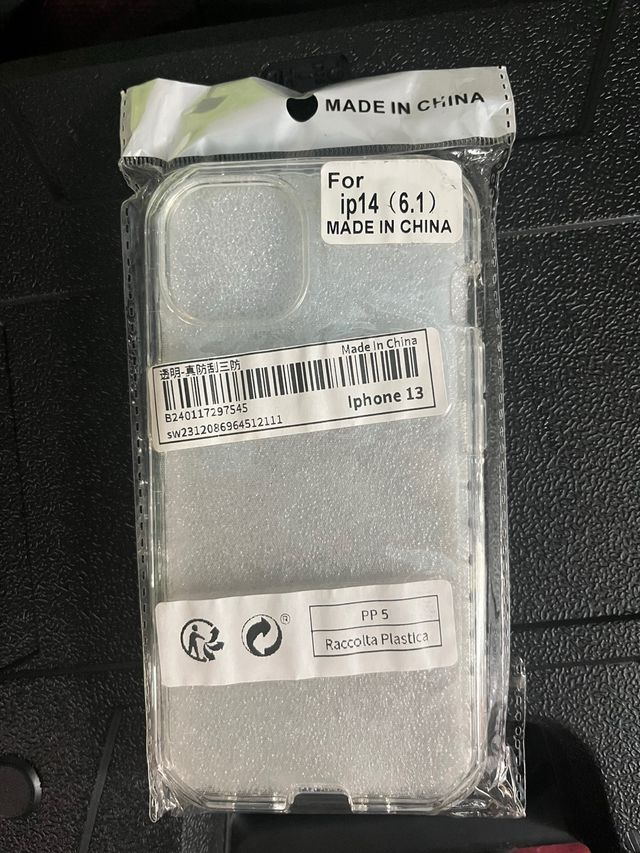 MADE IN CHINA
For
ip14（6.1）
MADE IN CHINA
Made In China
透明-真防刮三防
B240117297545
Iphone 13
sw2312086964512111
PP 5
Raccolta Plastica